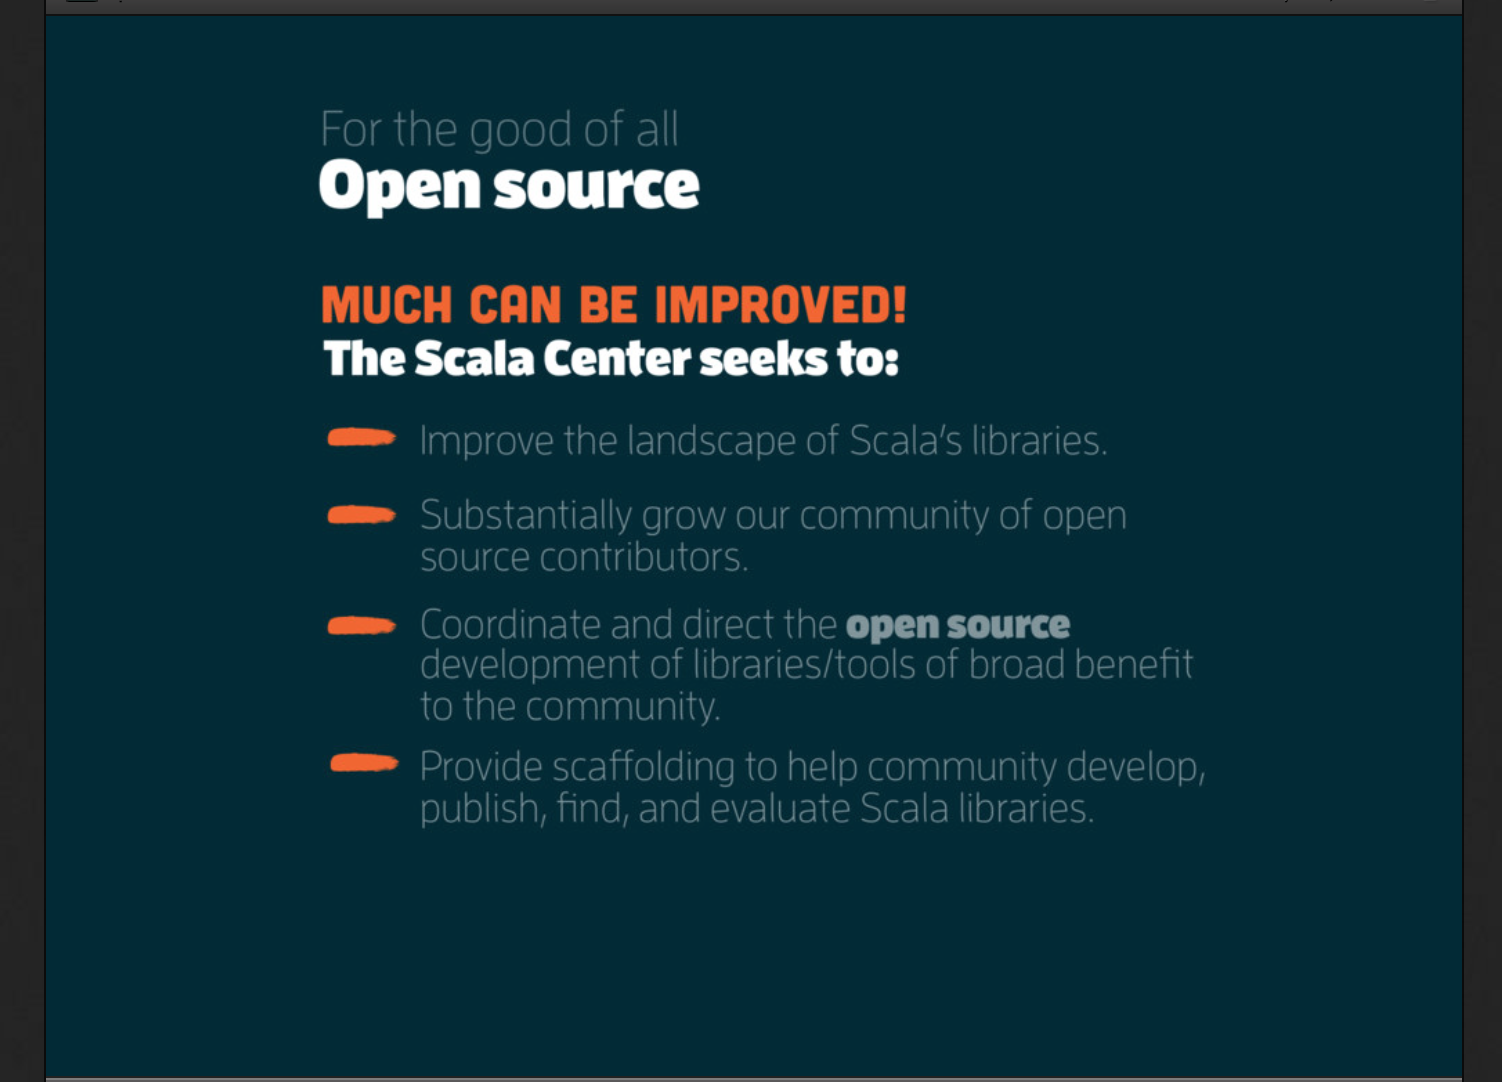 For the good of all
Open source
MUCH CAN BE IMPROVED!
The Scala Center seeks to:
Improve the landscape of Scala’s libraries.
Substantially grow our community of open
source contributors.
Coordinate and direct the open source
development of libraries/tools of broad benefit
to the community.
Provide scaffolding to help community develop,
publish, find, and evaluate Scala libraries.